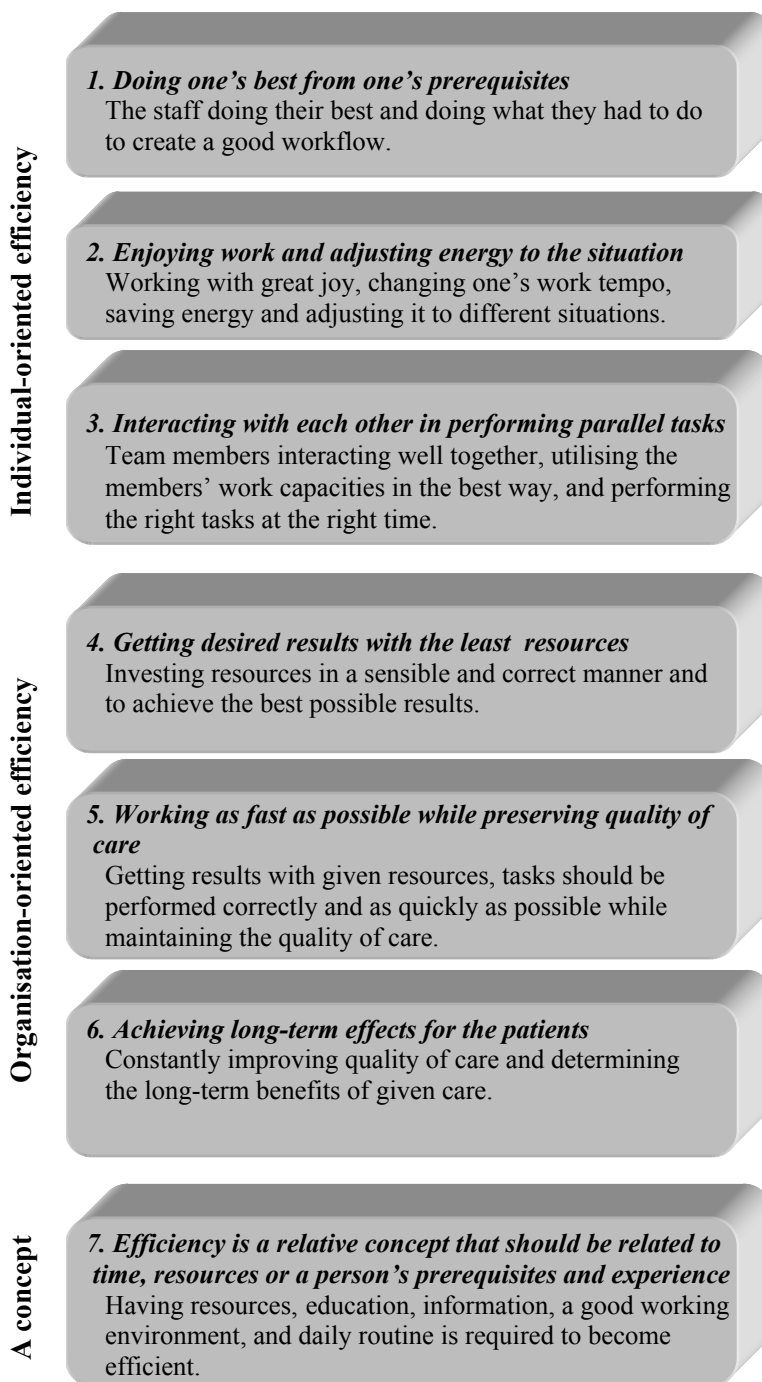 Individual-oriented efficiency
1. Doing one’s best from one’s prerequisites
The staff doing their best and doing what they had to do
to create a good workflow.
2. Enjoying work and adjusting energy to the situation
Working with great joy, changing one’s work tempo,
saving energy and adjusting it to different situations.
3. Interacting with each other in performing parallel tasks
Team members interacting well together, utilising the
members’ work capacities in the best way, and performing
the right tasks at the right time.
Organisation-oriented efficiency
4. Getting desired results with the least resources
Investing resources in a sensible and correct manner and
to achieve the best possible results.
5. Working as fast as possible while preserving quality of
care
Getting results with given resources, tasks should be
performed correctly and as quickly as possible while
maintaining the quality of care.
6. Achieving long-term effects for the patients
Constantly improving quality of care and determining
the long-term benefits of given care.
A concept
7. Efficiency is a relative concept that should be related to
time, resources or a person’s prerequisites and experience
Having resources, education, information, a good working
environment, and daily routine is required to become
efficient.